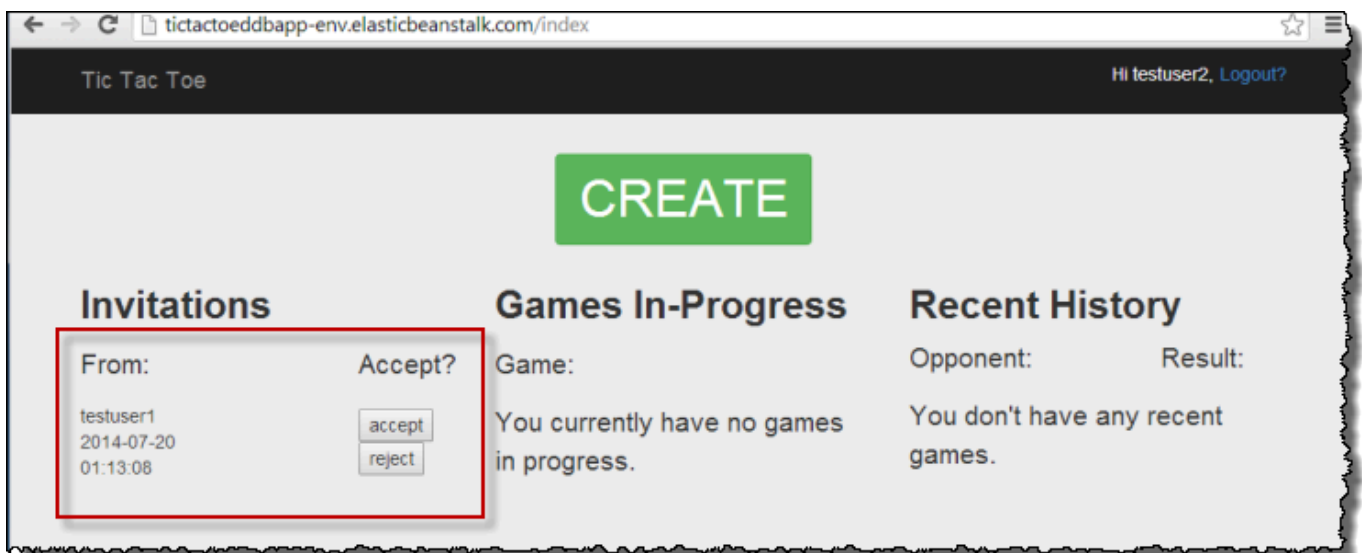 tictactoeddbapp-env.elasticbeanstalk.com/index
Tic Tac Toe
Hi testuser2, Logout?
CREATE
Invitations
From:
Accept?
testuser1
2014-07-20
01:13:08
accept
reject
Games In-Progress
Game:
You currently have no games
in progress.
Recent History
Opponent:
Result:
You don't have any recent
games.